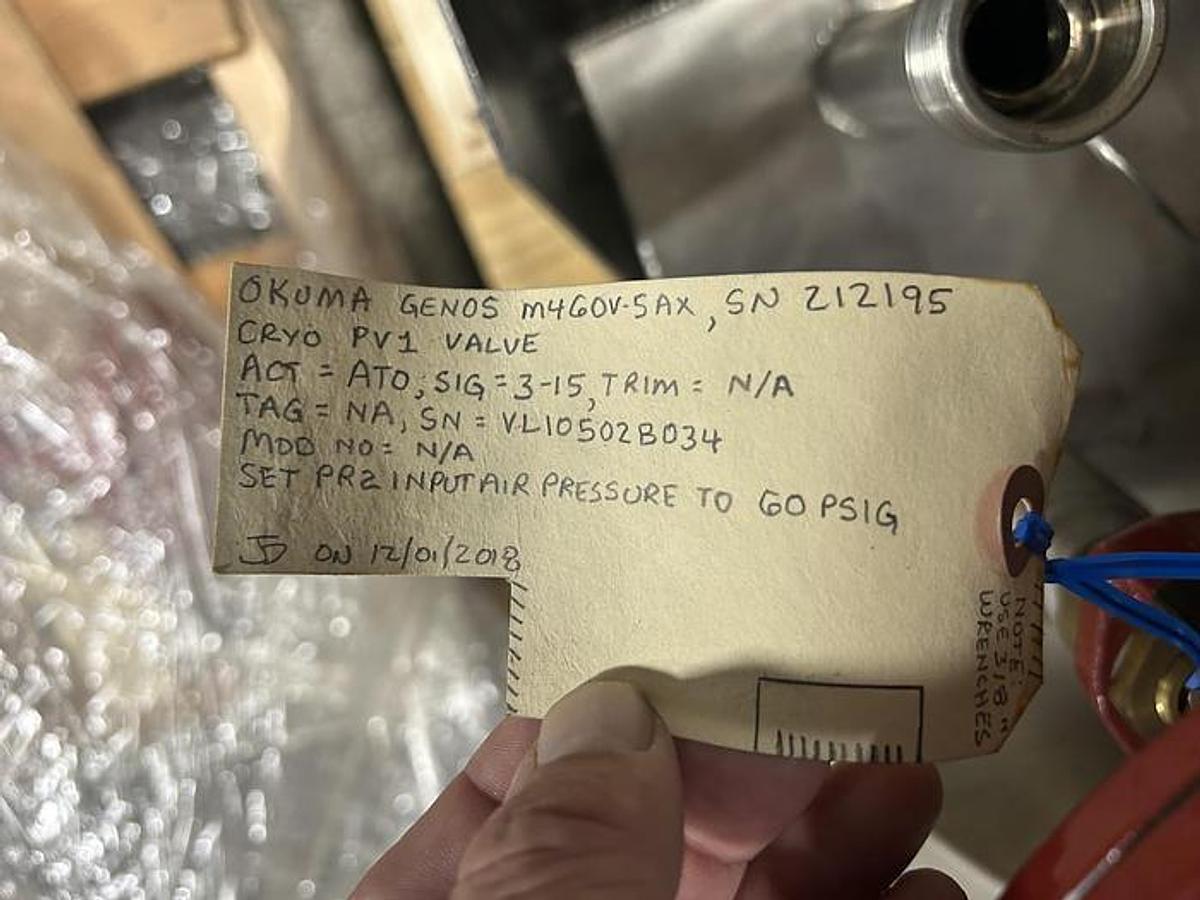 OKUMA GENOS M460V-5AX, SN 212195
CRYO PV1 VALVE
ACT = ATO, SIG = 3-15, TRIM = N/A
TAG = NA, SN = VL10502B034
MOD NO = N/A
SET PR2 INPUT AIR PRESSURE TO 60 PSIG
JD ON 12/01/2018
NOTE:
USE 3/8"
WRENCHES